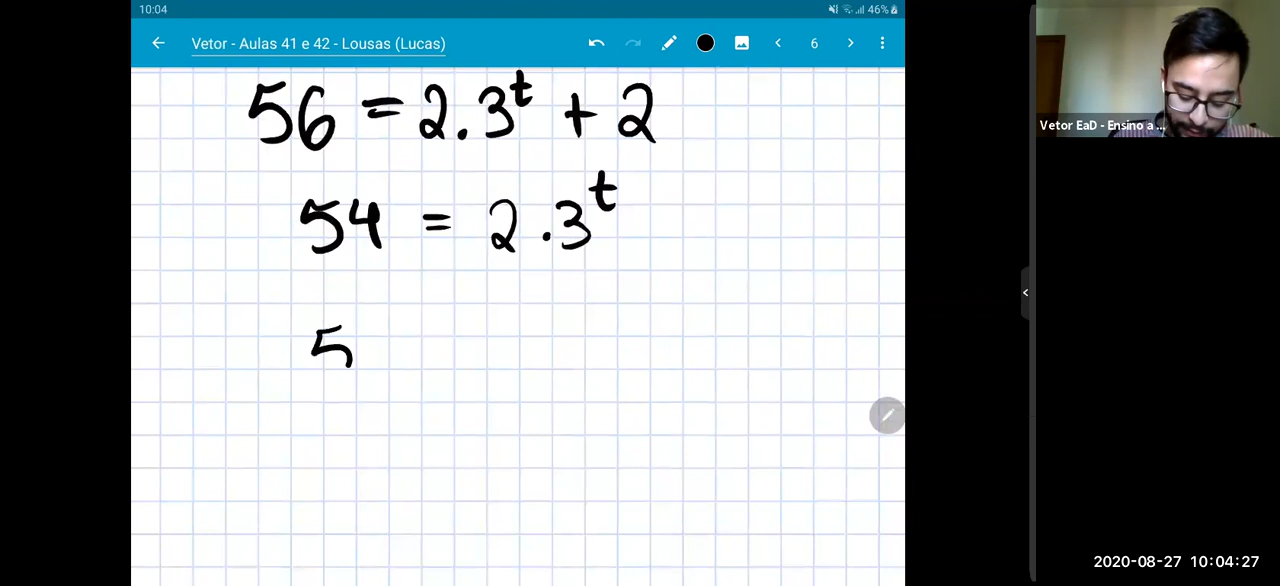 10:04
46%
Vetor - Aulas 41 e 42 - Lousas (Lucas)
6
56 = 2.3^t + 2
54 = 2.3^t
5
Vetor EaD - Ensino a ...
2020-08-27 10:04:27